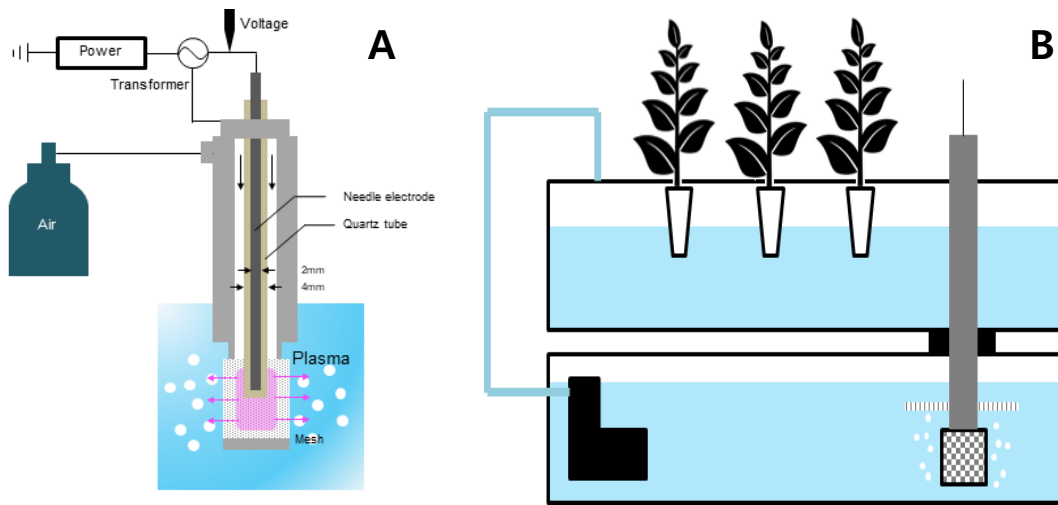 Voltage
A
B
Power
Transformer
Needle electrode
Air
Quartz tube
2mm
4mm
Plasma
Mesh